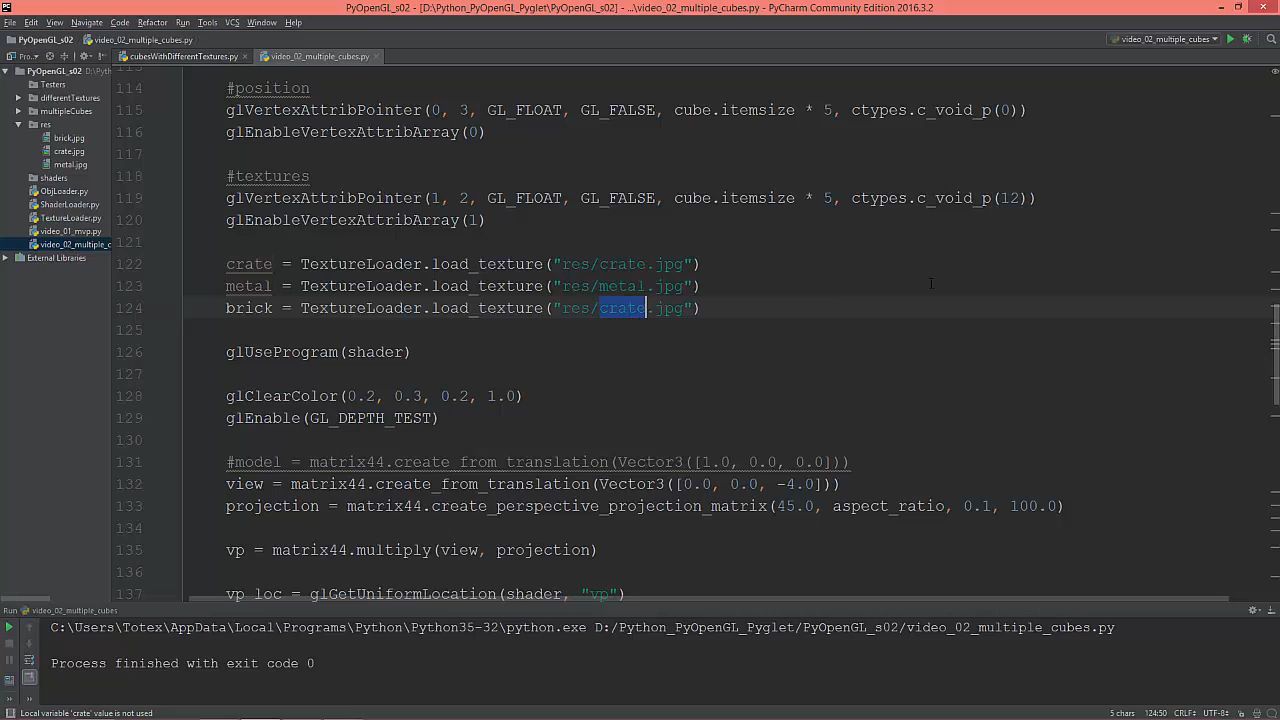 PyOpenGL_s02 - [D:\Python_PyOpenGL_Pyglet\PyOpenGL_s02] - ...\video_02_multiple_cubes.py - PyCharm Community Edition 2016.3.2
File Edit View Navigate Code Refactor Run Tools VCS Window Help
PyOpenGL_s02 video_02_multiple_cubes.py video_02_multiple_cubes
Pro.. cubesWithDifferentTextures.py video_02_multiple_cubes.py
PyOpenGL_s02 D:\Pyth
Testers
differentTextures
multipleCubes
res
brick.jpg
crate.jpg
metal.jpg
shaders
ObjLoader.py
ShaderLoader.py
TextureLoader.py
video_01_mvp.py
video_02_multiple_c
External Libraries
114 #position
115 glVertexAttribPointer(0, 3, GL_FLOAT, GL_FALSE, cube.itemsize * 5, ctypes.c_void_p(0))
116 glEnableVertexAttribArray(0)
117
118 #textures
119 glVertexAttribPointer(1, 2, GL_FLOAT, GL_FALSE, cube.itemsize * 5, ctypes.c_void_p(12))
120 glEnableVertexAttribArray(1)
121
122 crate = TextureLoader.load_texture("res/crate.jpg")
123 metal = TextureLoader.load_texture("res/metal.jpg")
124 brick = TextureLoader.load_texture("res/crate.jpg")
125
126 glUseProgram(shader)
127
128 glClearColor(0.2, 0.3, 0.2, 1.0)
129 glEnable(GL_DEPTH_TEST)
130
131 #model = matrix44.create_from_translation(Vector3([1.0, 0.0, 0.0]))
132 view = matrix44.create_from_translation(Vector3([0.0, 0.0, -4.0]))
133 projection = matrix44.create_perspective_projection_matrix(45.0, aspect_ratio, 0.1, 100.0)
134
135 vp = matrix44.multiply(view, projection)
136
137 vp_loc = glGetUniformLocation(shader, "vp")
Run video_02_multiple_cubes
C:\Users\Totex\AppData\Local\Programs\Python\Python35-32\python.exe D:/Python_PyOpenGL_Pyglet/PyOpenGL_s02/video_02_multiple_cubes.py
Process finished with exit code 0
Local variable 'crate' value is not used 5 chars 124:50 CRLF÷ UTF-8÷